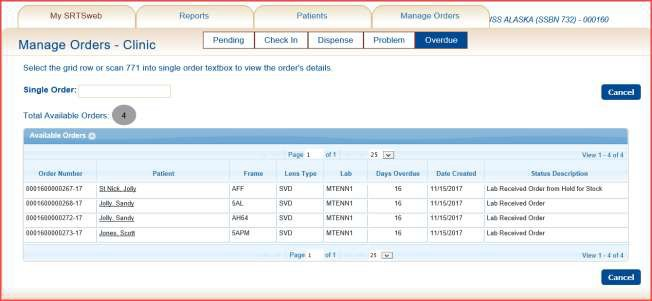 My SRTSweb Reports Patients Manage Orders
USS ALASKA (SSBN 732) - 000160
Manage Orders - Clinic
Pending Check In Dispense Problem Overdue
Select the grid row or scan 771 into single order textbox to view the order's details.
Single Order:
Cancel
Total Available Orders: 4
Available Orders
Page 1 of 1 25 View 1 - 4 of 4
Order Number Patient Frame Lens Type Lab Days Overdue Date Created Status Description
0001600000267-17 St Nick, Jolly AFF SVD MTENN1 16 11/15/2017 Lab Received Order from Held for Stock
0001600000268-17 Jolly, Sandy 5AL SVD MTENN1 16 11/15/2017 Lab Received Order
0001600000272-17 Jolly, Sandy AH64 SVD MTENN1 16 11/15/2017 Lab Received Order
0001600000273-17 Jones, Scott 5APM SVD MTENN1 16 11/15/2017 Lab Received Order
Page 1 of 1 25 View 1 - 4 of 4
Cancel